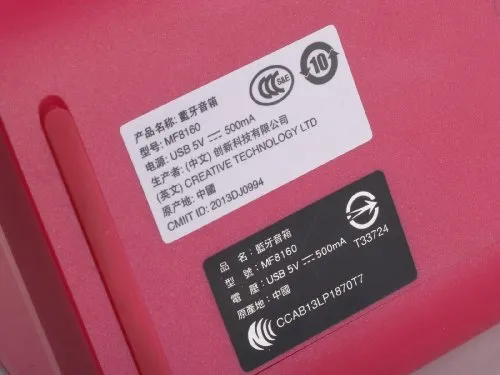 产品名称: 藍牙音箱
型号: MF8160
电源: USB 5V ⎓ 500mA
生产者: (中文) 创新科技有限公司
(英文) CREATIVE TECHNOLOGY LTD
原产地: 中國
CMIIT ID: 2013DJ0994
CCC S&E
10
品 名: 藍牙音箱
型 號: MF8160
電 壓: USB 5V ⎓ 500mA
原產地: 中國
T33724
CCAB13LP1870T7